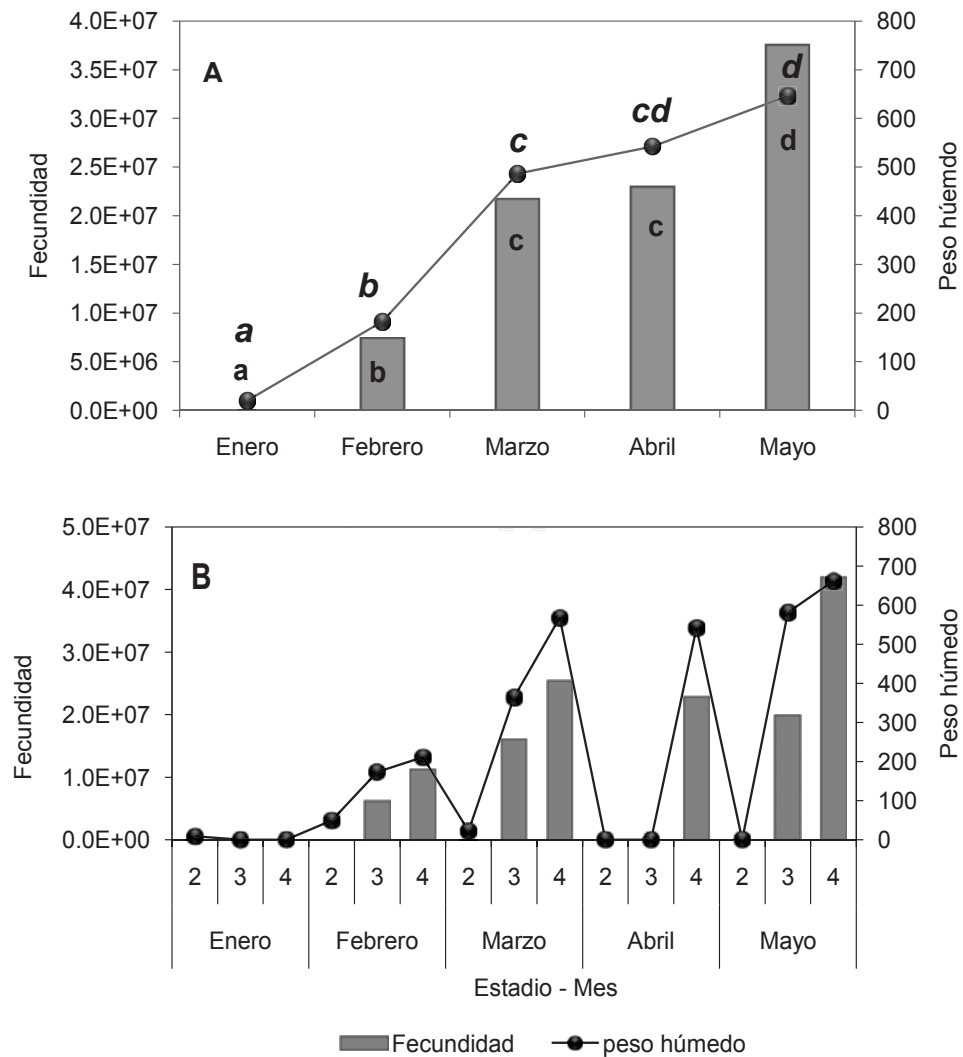 4.0E+07
3.5E+07
3.0E+07
2.5E+07
2.0E+07
1.5E+07
1.0E+07
5.0E+06
0.0E+00
Fecundidad
A
a
a
b
b
c
c
cd
c
d
d
800
700
600
500
400
300
200
100
0
Peso húemdo
Enero Febrero Marzo Abril Mayo
5.0E+07
4.0E+07
3.0E+07
2.0E+07
1.0E+07
0.0E+00
Fecundidad
B
800
700
600
500
400
300
200
100
0
Peso húmedo
2 3 4 2 3 4 2 3 4 2 3 4 2 3 4
Enero Febrero Marzo Abril Mayo
Estadio - Mes
Fecundidad peso húmedo